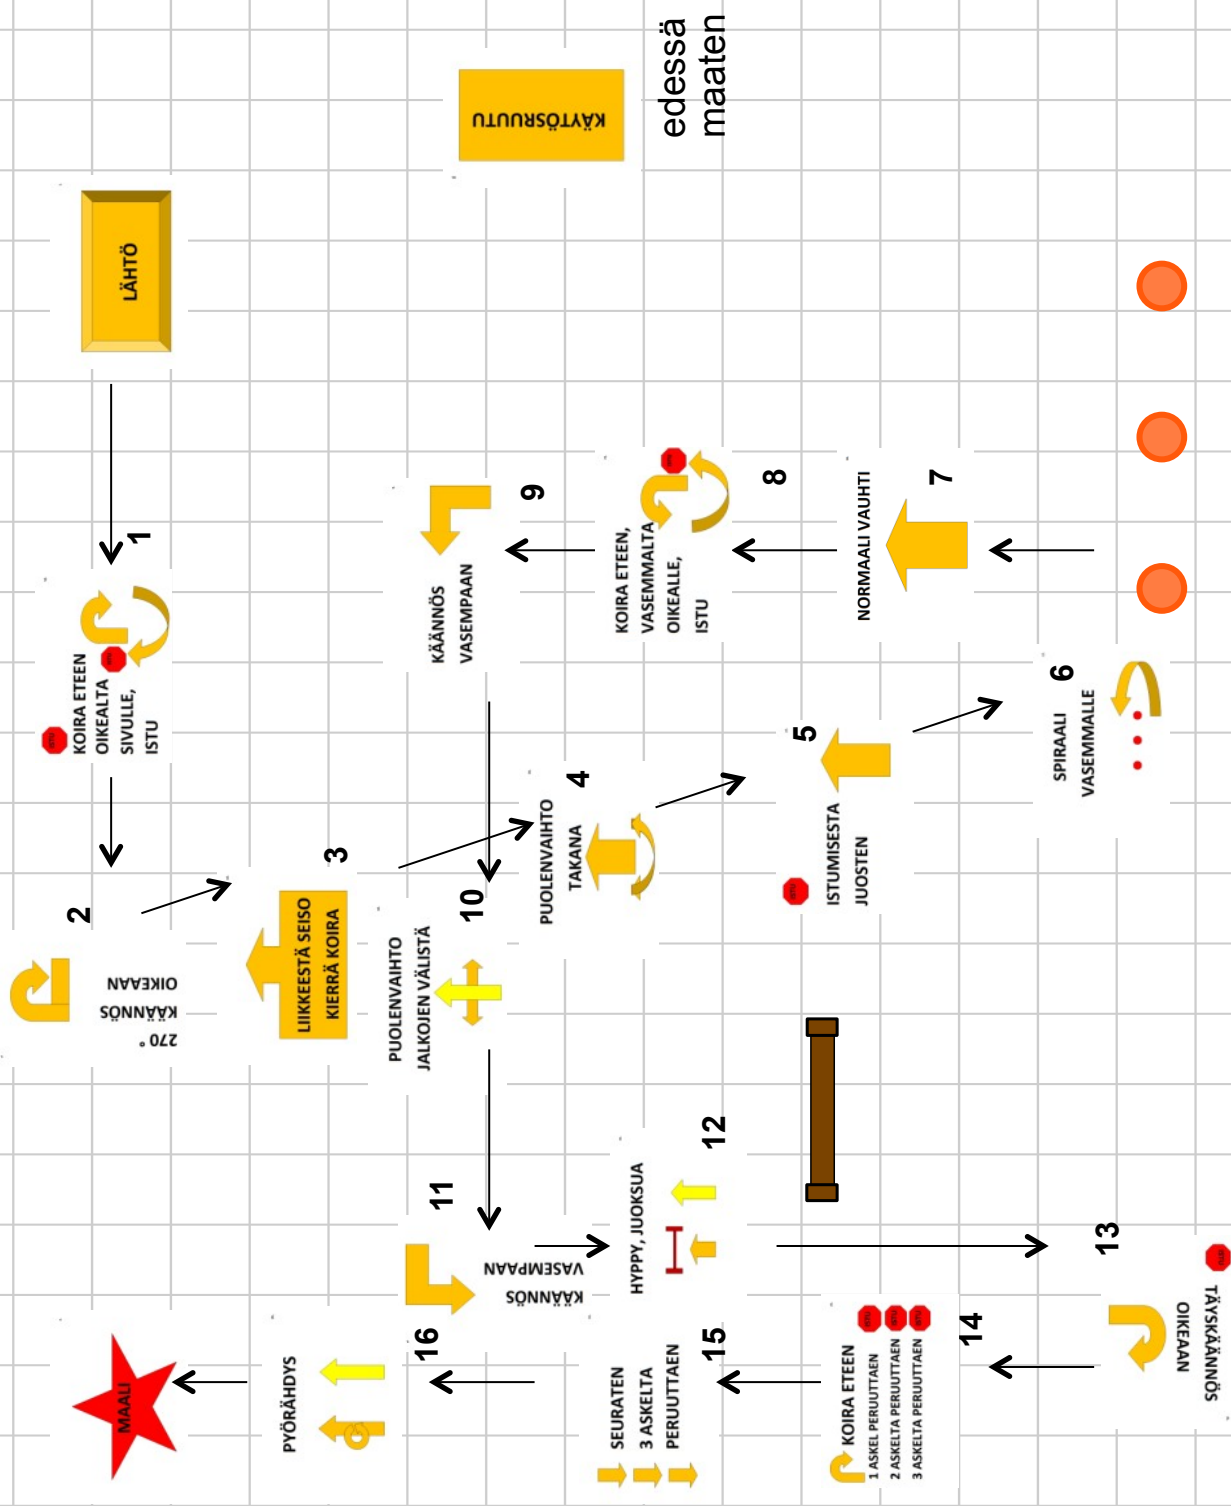 LÄHTÖ
KÄYTÖSRUUTU
edessä
maaten
1
ISTU
KOIRA ETEEN
OIKEALTA
SIVULLE,
ISTU
2
270°
KÄÄNNÖS
OIKEAAN
3
LIIKKEESTÄ SEISO
KIERRÄ KOIRA
4
PUOLENVAIHTO
TAKANA
5
ISTUMISESTA
JUOSTEN
6
SPIRAALI
VASEMMALLE
7
NORMAALI VAUHTI
8
KOIRA ETEEN,
VASEMMALTA
OIKEALLE,
ISTU
9
KÄÄNNÖS
VASEMPAAN
10
PUOLENVAIHTO
JALKOJEN VÄLISTÄ
11
KÄÄNNÖS
VASEMPAAN
12
HYPPY, JUOKSUA
13
TÄYSKÄÄNNÖS
OIKEAAN
14
KOIRA ETEEN
1 ASKEL PERUUTTAEN
2 ASKELTA PERUUTTAEN
3 ASKELTA PERUUTTAEN
15
SEURATEN
3 ASKELTA
PERUUTTAEN
16
PYÖRÄHDYS
MAALI